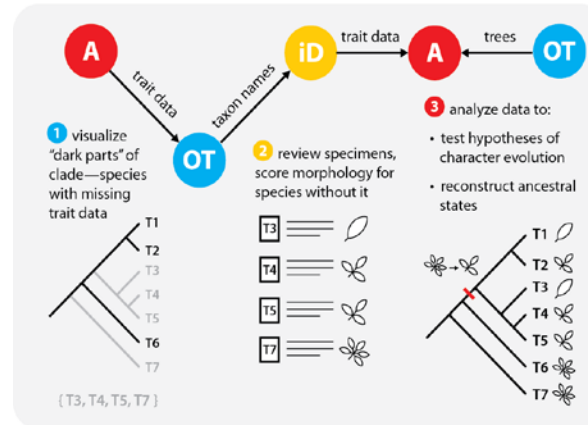 A
trait data
OT
taxon names
iD
trait data
A
trees
OT
1 visualize
"dark parts" of
clade—species
with missing
trait data
T1
T2
T3
T4
T5
T6
T7
{ T3, T4, T5, T7 }
2 review specimens,
score morphology for
species without it
T3
T4
T5
T7
3 analyze data to:
• test hypotheses of
character evolution
• reconstruct ancestral
states
T1
T2
T3
T4
T5
T6
T7